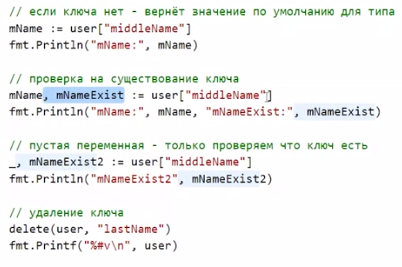 // если ключа нет - вернёт значение по умолчанию для типа
mName := user["middleName"]
fmt.Println("mName:", mName)
// проверка на существование ключа
mName, mNameExist := user["middleName"]
fmt.Println("mName:", mName, "mNameExist:", mNameExist)
// пустая переменная - только проверяем что ключ есть
_, mNameExist2 := user["middleName"]
fmt.Println("mNameExist2", mNameExist2)
// удаление ключа
delete(user, "lastName")
fmt.Printf("%#v\n", user)